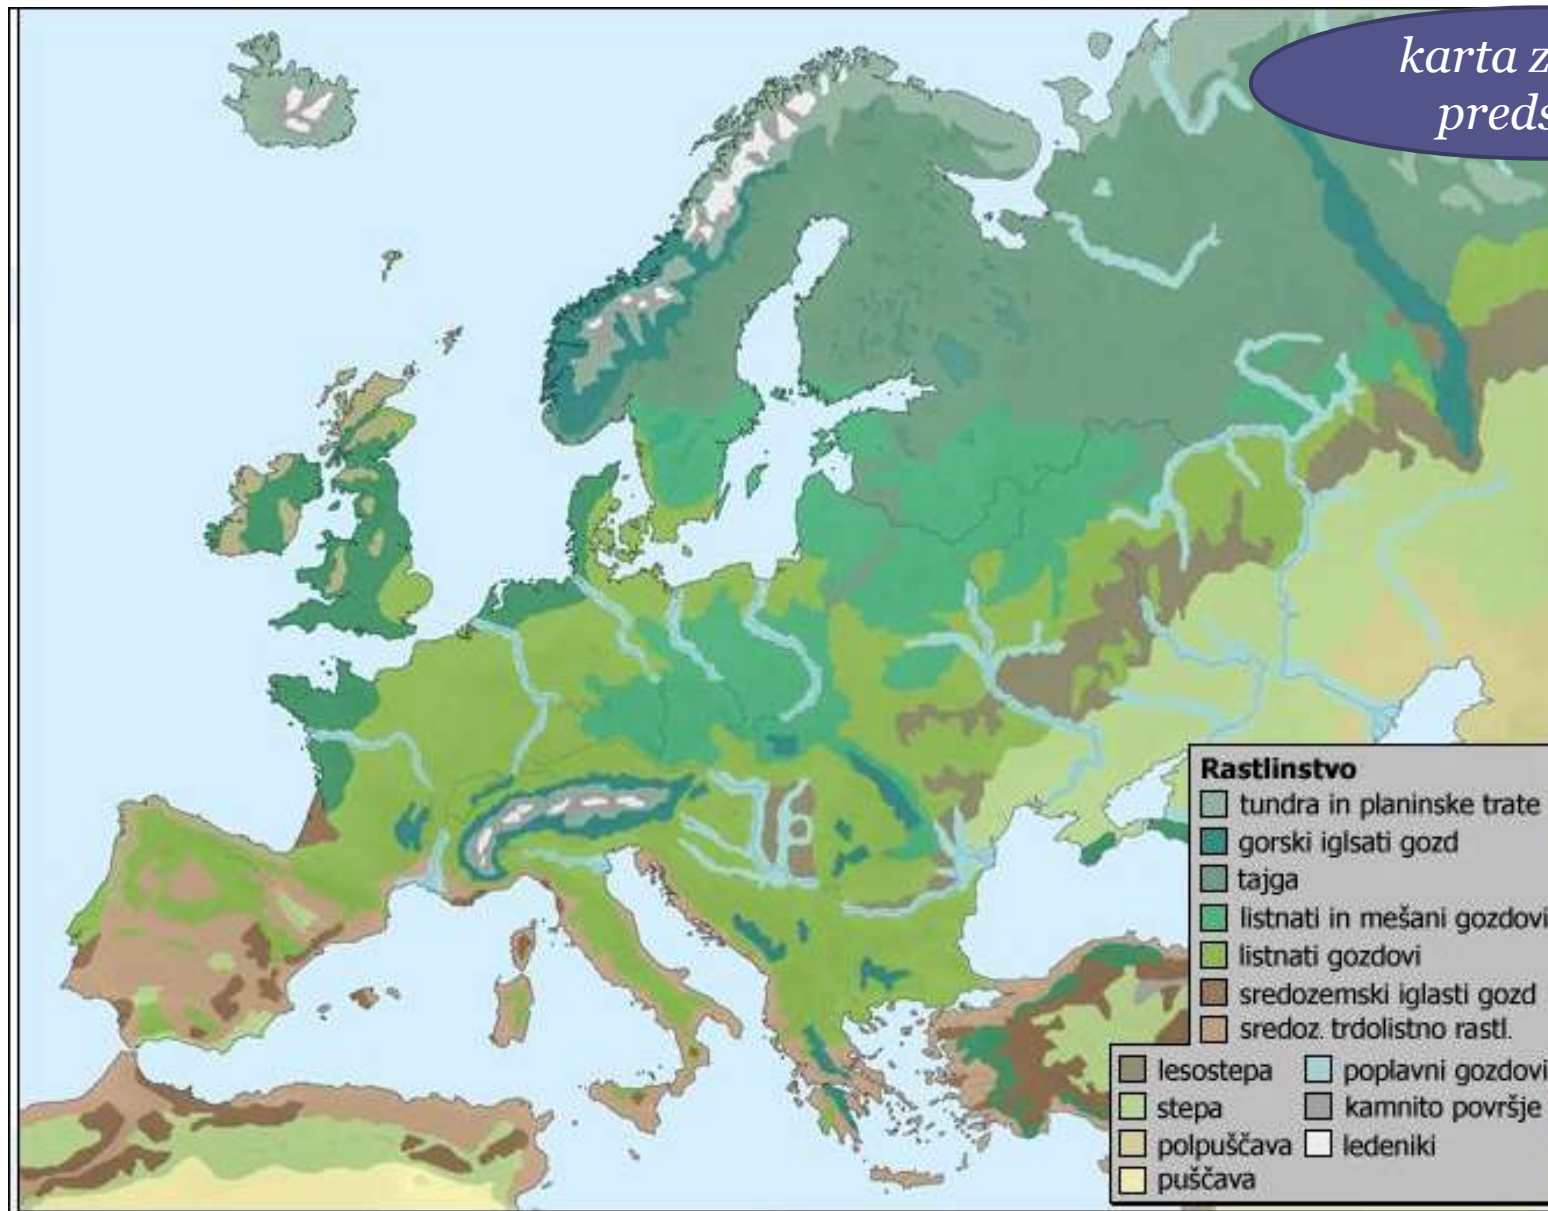 karta z
preds
Rastlinstvo
tundra in planinske trate
gorski iglsati gozd
tajga
listnati in mešani gozdovi
listnati gozdovi
sredozemski iglasti gozd
sredoz. trdolistno rastl.
lesostepa
poplavni gozdovi
stepa
kamnito površje
polpuščava
ledeniki
puščava